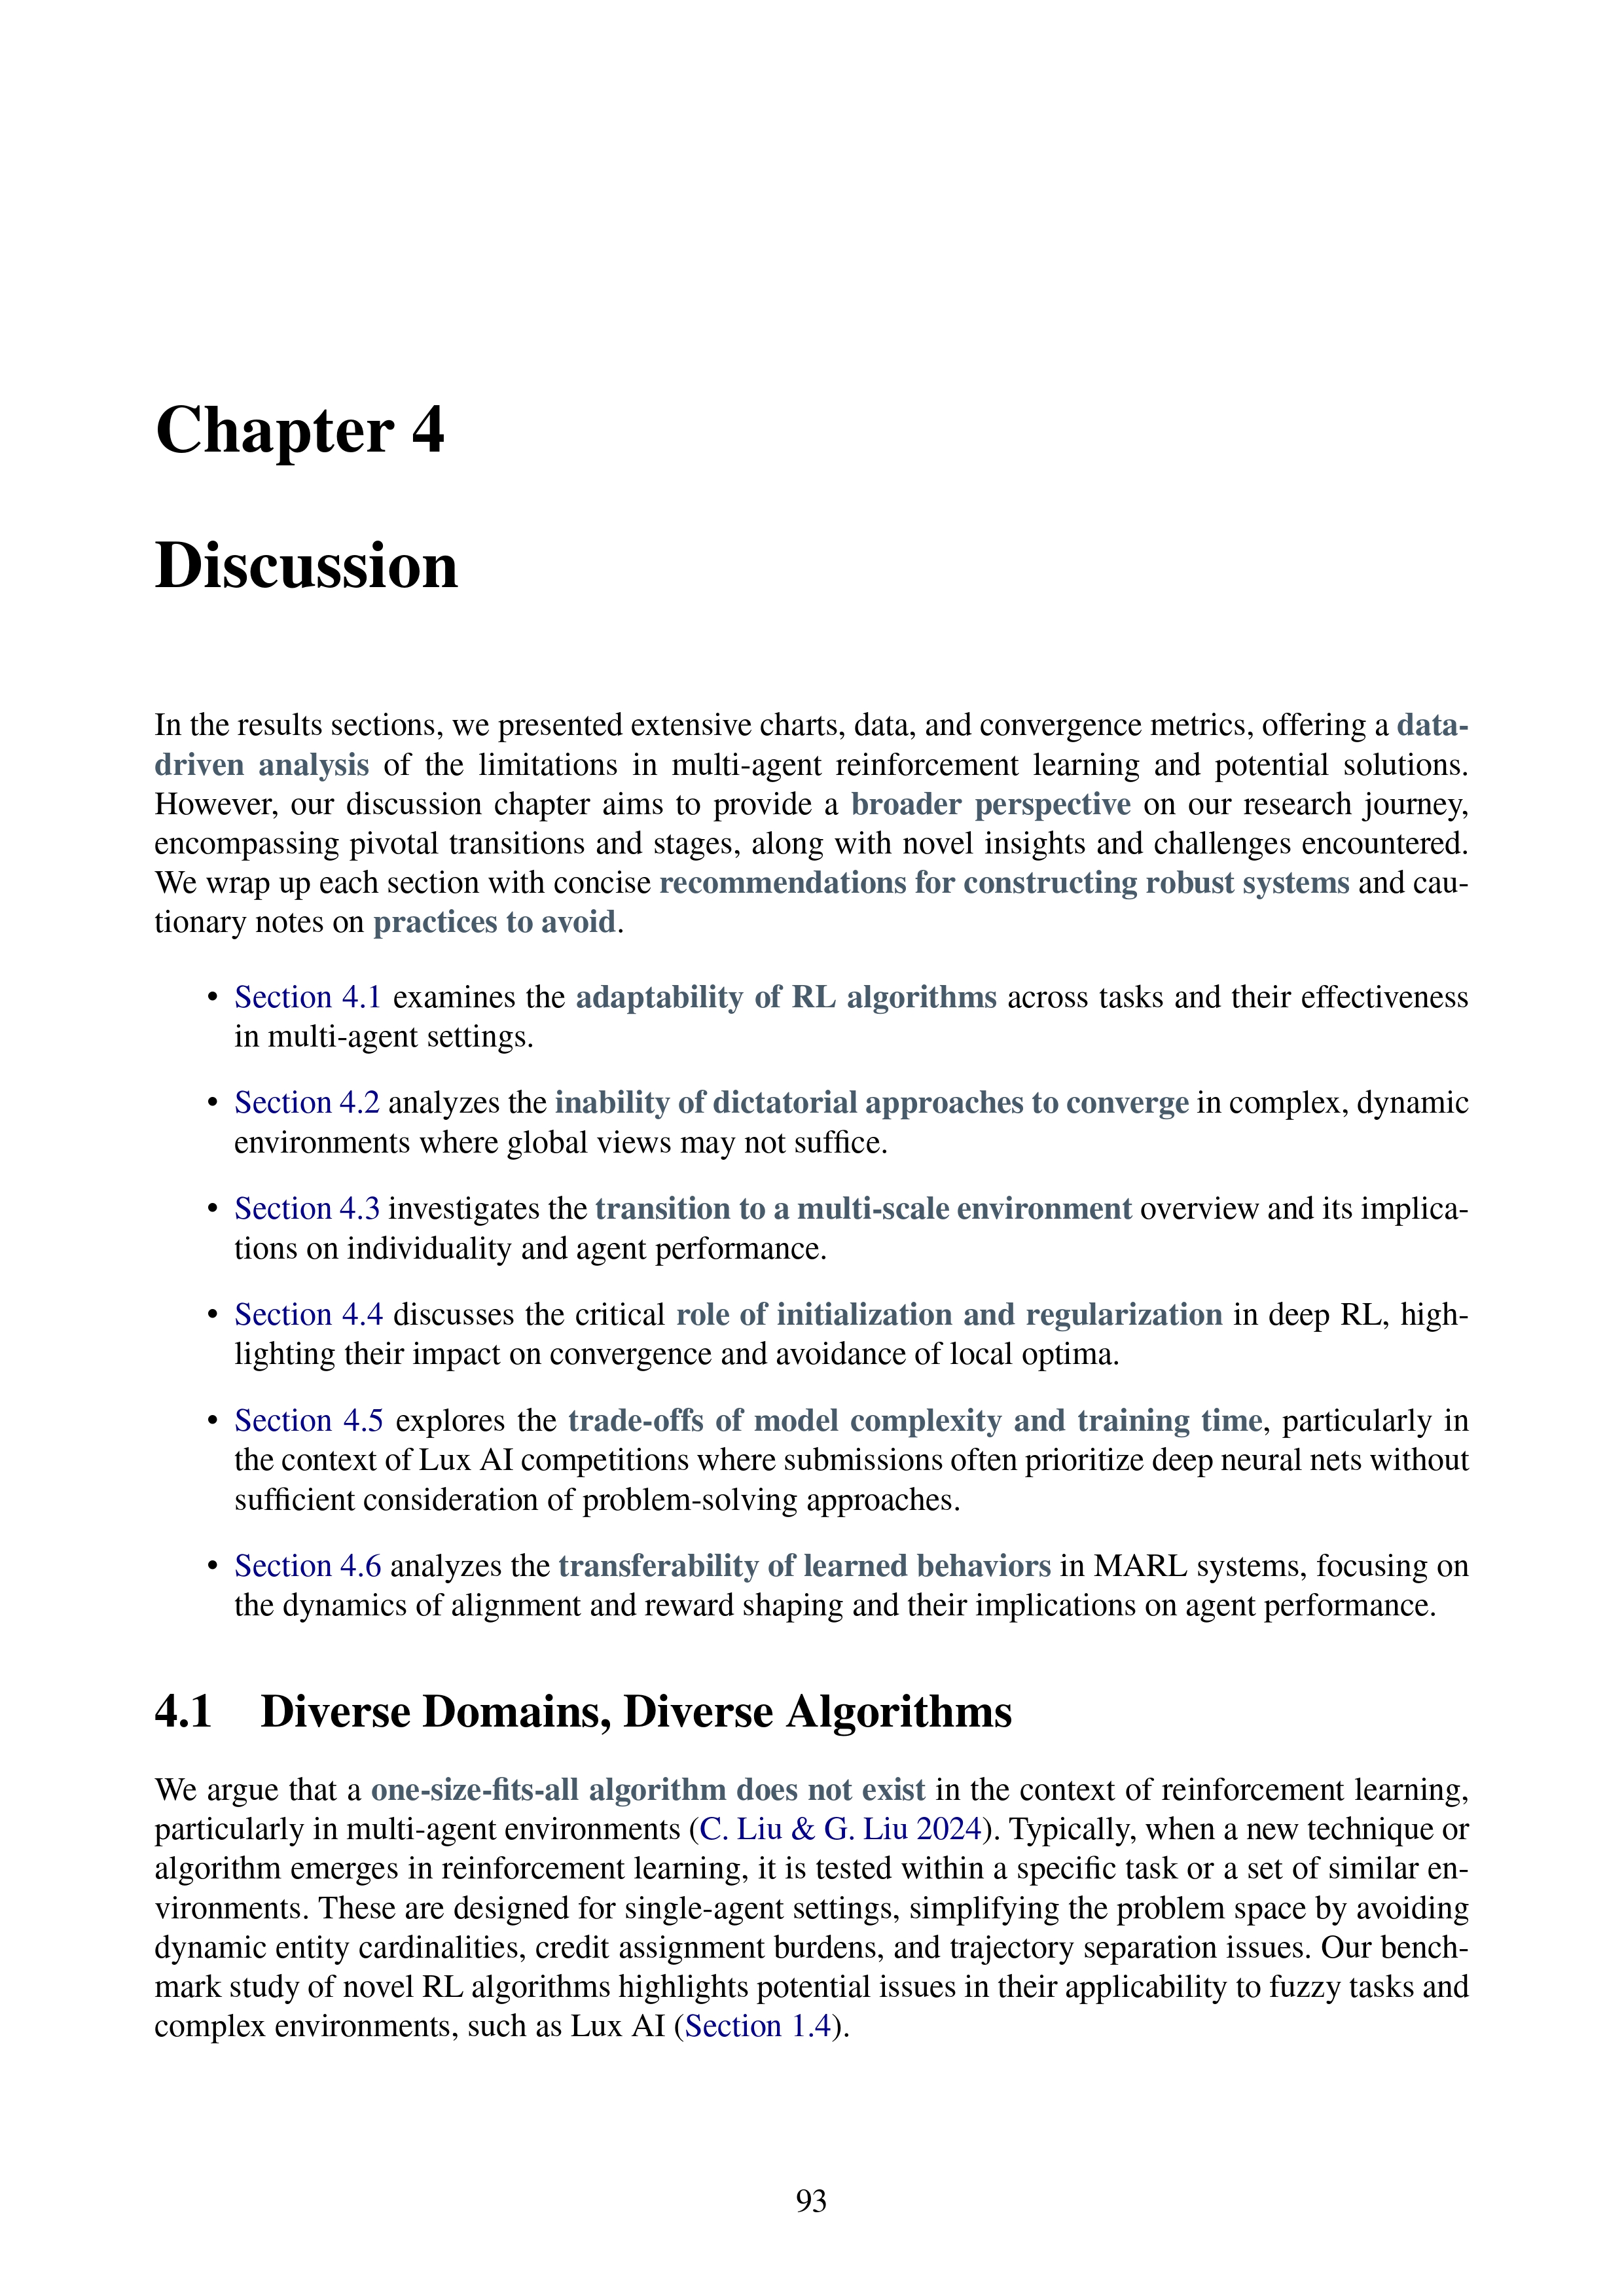 Chapter 4
Discussion
In the results sections, we presented extensive charts, data, and convergence metrics, offering a data-
driven analysis of the limitations in multi-agent reinforcement learning and potential solutions.
However, our discussion chapter aims to provide a broader perspective on our research journey,
encompassing pivotal transitions and stages, along with novel insights and challenges encountered.
We wrap up each section with concise recommendations for constructing robust systems and cau-
tionary notes on practices to avoid.
• Section 4.1 examines the adaptability of RL algorithms across tasks and their effectiveness
in multi-agent settings.
• Section 4.2 analyzes the inability of dictatorial approaches to converge in complex, dynamic
environments where global views may not suffice.
• Section 4.3 investigates the transition to a multi-scale environment overview and its implica-
tions on individuality and agent performance.
• Section 4.4 discusses the critical role of initialization and regularization in deep RL, high-
lighting their impact on convergence and avoidance of local optima.
• Section 4.5 explores the trade-offs of model complexity and training time, particularly in
the context of Lux AI competitions where submissions often prioritize deep neural nets without
sufficient consideration of problem-solving approaches.
• Section 4.6 analyzes the transferability of learned behaviors in MARL systems, focusing on
the dynamics of alignment and reward shaping and their implications on agent performance.
4.1 Diverse Domains, Diverse Algorithms
We argue that a one-size-fits-all algorithm does not exist in the context of reinforcement learning,
particularly in multi-agent environments (C. Liu & G. Liu 2024). Typically, when a new technique or
algorithm emerges in reinforcement learning, it is tested within a specific task or a set of similar en-
vironments. These are designed for single-agent settings, simplifying the problem space by avoiding
dynamic entity cardinalities, credit assignment burdens, and trajectory separation issues. Our bench-
mark study of novel RL algorithms highlights potential issues in their applicability to fuzzy tasks and
complex environments, such as Lux AI (Section 1.4).
93